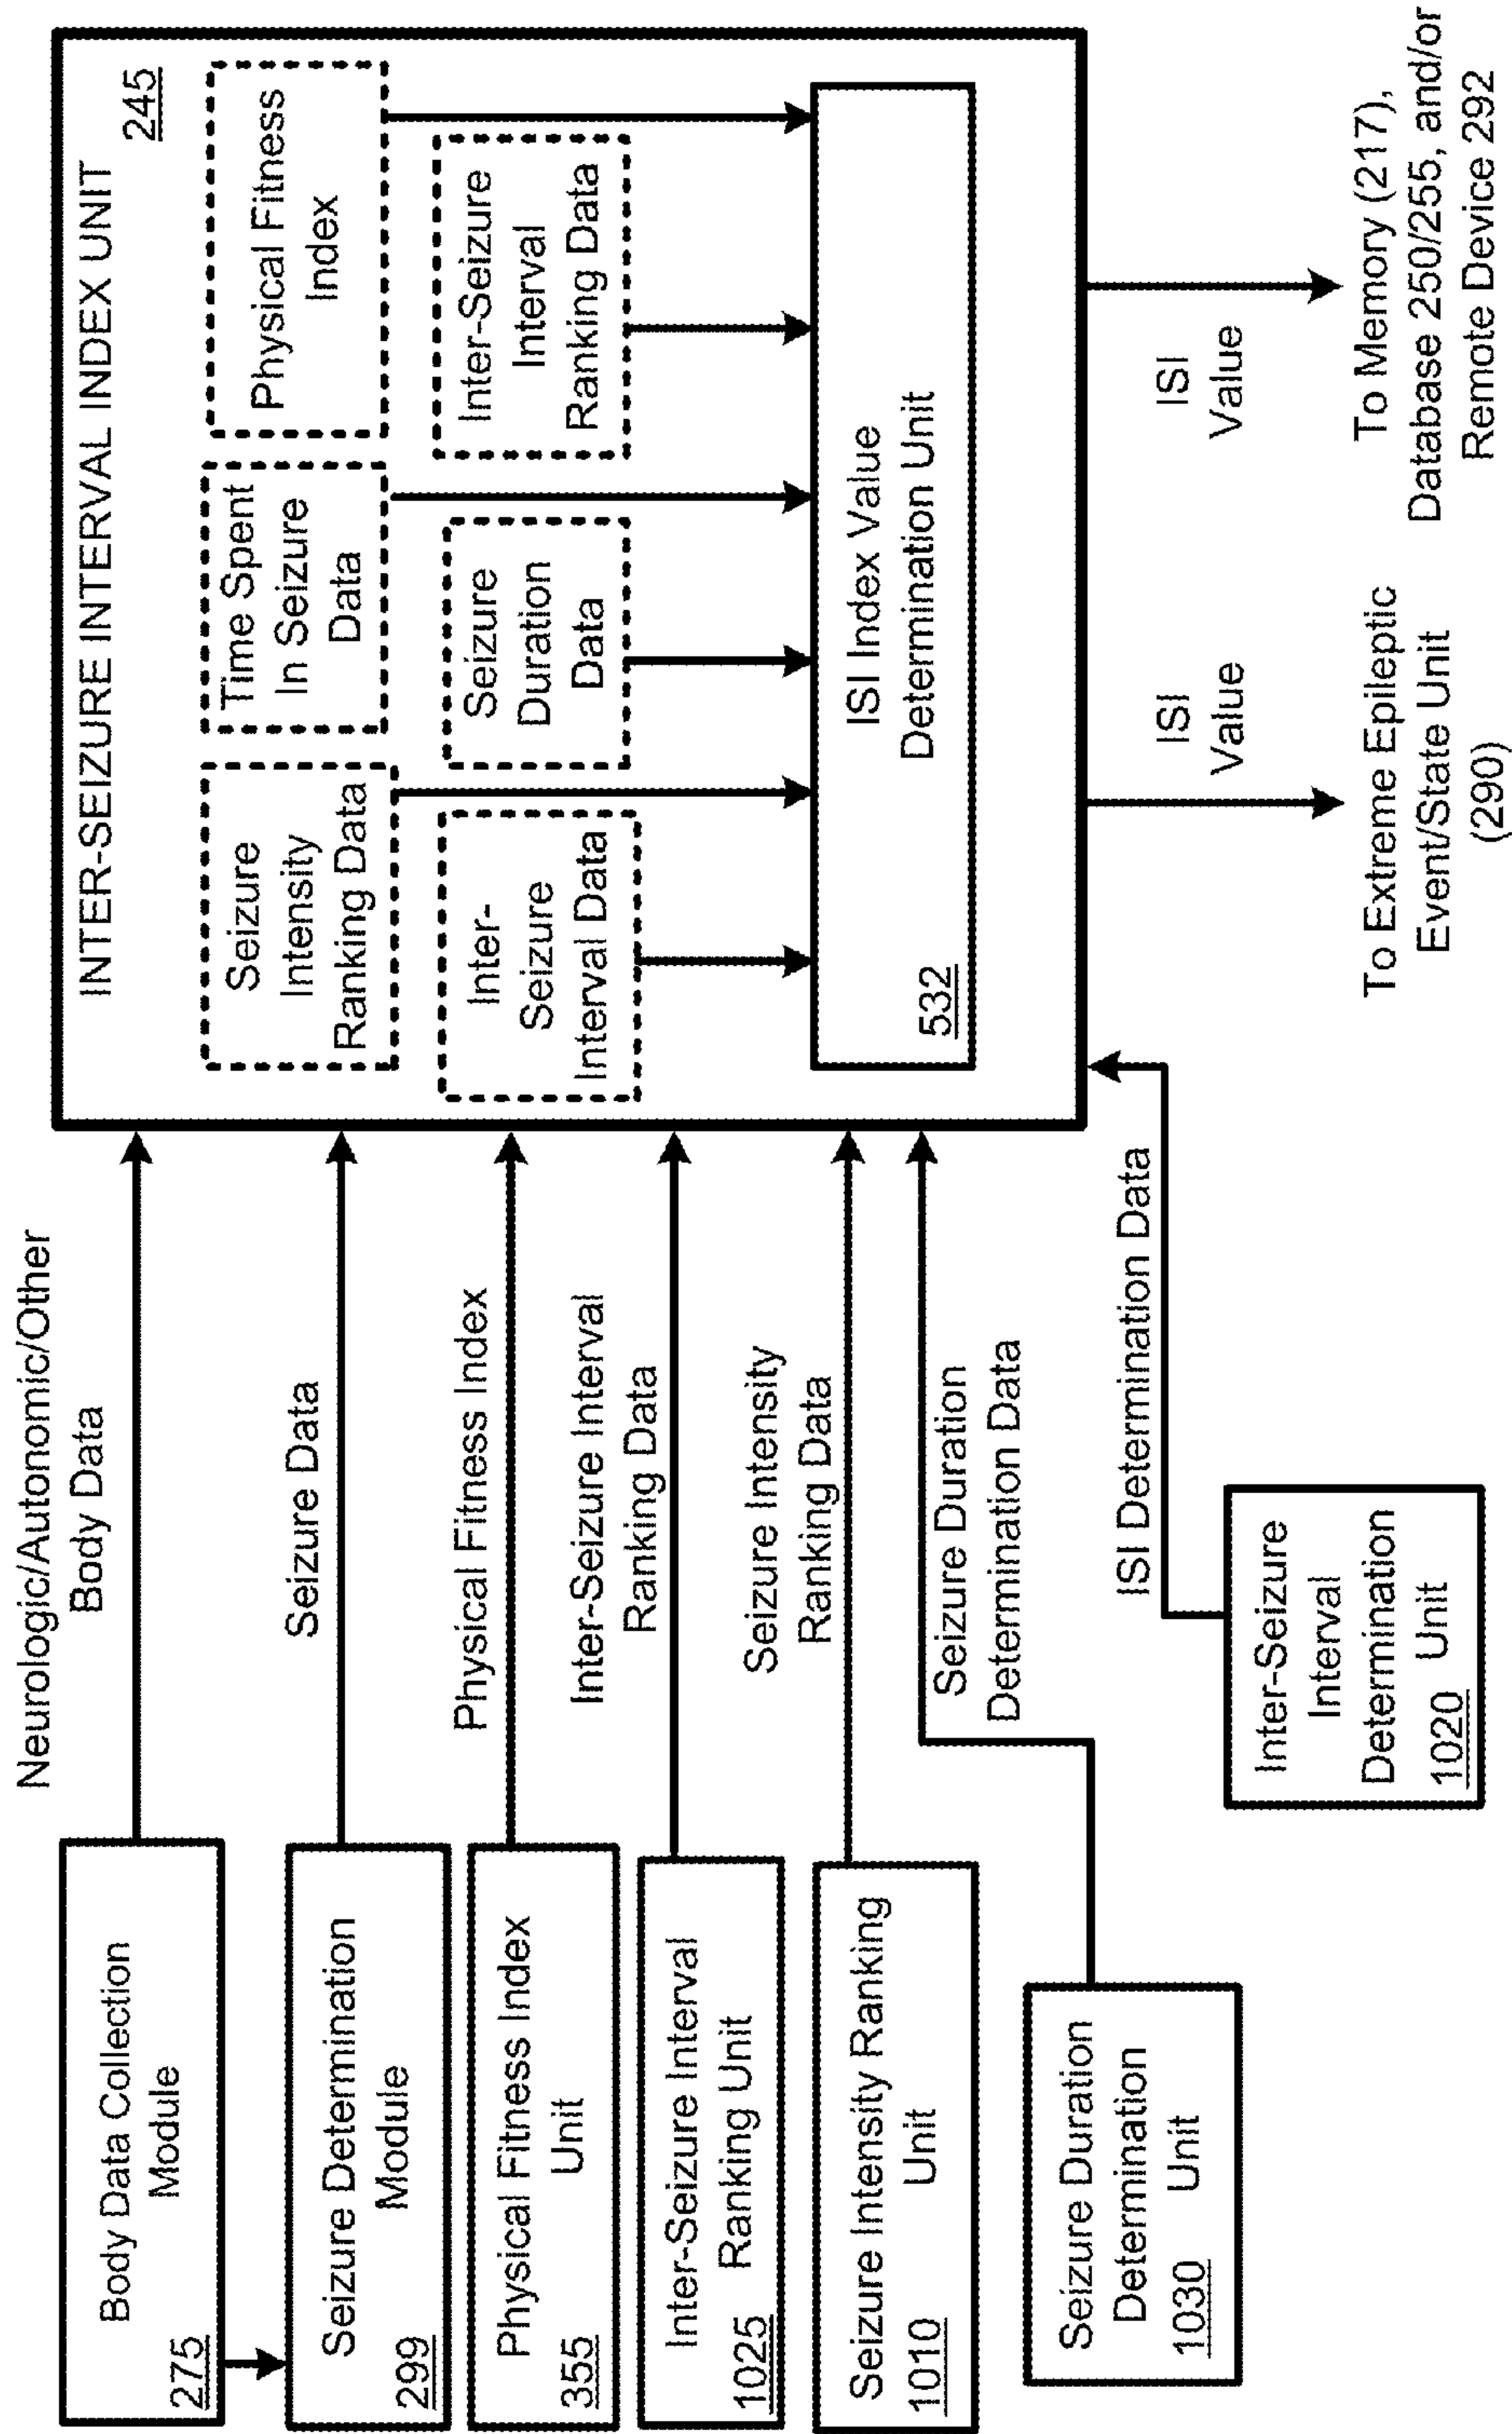 Neurologic/Autonomic/Other
Body Data
Body Data Collection
Module
275
Seizure Data
Seizure Determination
Module
299
Physical Fitness Index
Physical Fitness Index
Unit
355
Inter-Seizure Interval
Ranking Data
Inter-Seizure Interval
Ranking Unit
1025
Seizure Intensity
Ranking Data
Seizure Intensity Ranking
Unit
1010
Seizure Duration
Determination Data
Seizure Duration
Determination
Unit
1030
ISI Determination Data
Inter-Seizure
Interval
Determination
Unit
1020
INTER-SEIZURE INTERVAL INDEX UNIT
245
Seizure
Intensity
Ranking Data
Time Spent
In Seizure
Data
Physical Fitness
Index
Inter-
Seizure
Interval Data
Seizure
Duration
Data
Inter-Seizure
Interval
Ranking Data
ISI Index Value
Determination Unit
532
ISI
Value
ISI
Value
To Extreme Epileptic
Event/State Unit
(290)
To Memory (217),
Database 250/255, and/or
Remote Device 292